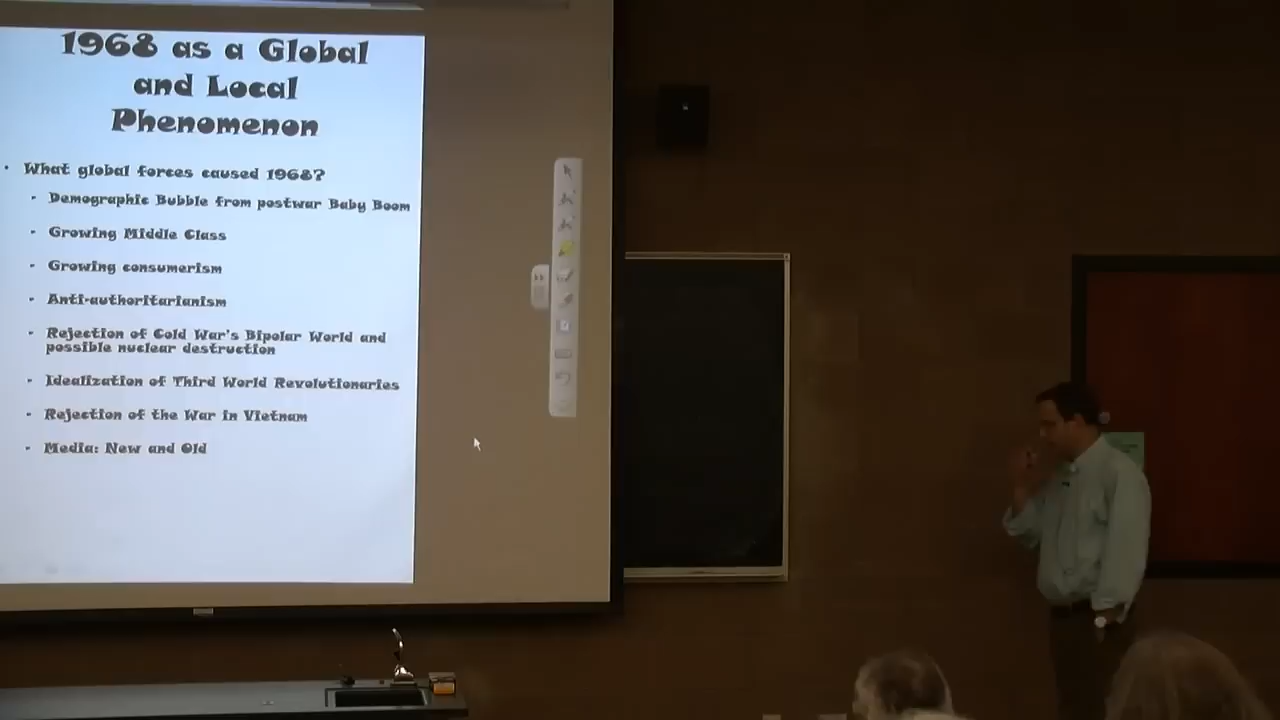 1968 as a Global
and Local
Phenomenon
• What global forces caused 1968?
- Demographic Bubble from postwar Baby Boom
- Growing Middle Class
- Growing consumerism
- Anti-authoritarianism
- Rejection of Cold War's Bipolar World and
possible nuclear destruction
- Idealization of Third World Revolutionaries
- Rejection of the War in Vietnam
- Media: New and Old